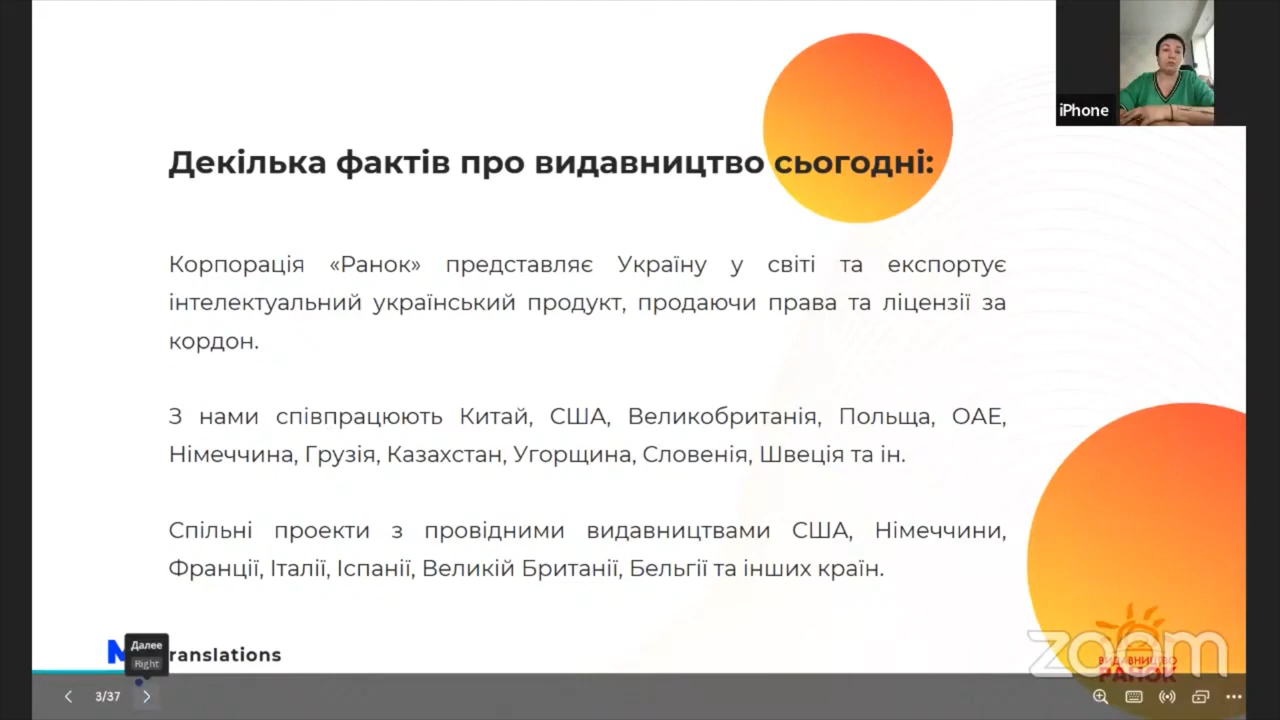 iPhone
Декілька фактів про видавництво сьогодні:
Корпорація «Ранок» представляє Україну у світі та експортує
інтелектуальний український продукт, продаючи права та ліцензії за
кордон.
З нами співпрацюють Китай, США, Великобританія, Польща, ОАЕ,
Німеччина, Грузія, Казахстан, Угорщина, Словенія, Швеція та ін.
Спільні проекти з провідними видавництвами США, Німеччини,
Франції, Італії, Іспанії, Великій Британії, Бельгії та інших країн.
Далее
Right
ranslations
zoom
ВИДАВНИЦТВО
РАНОК
3/37